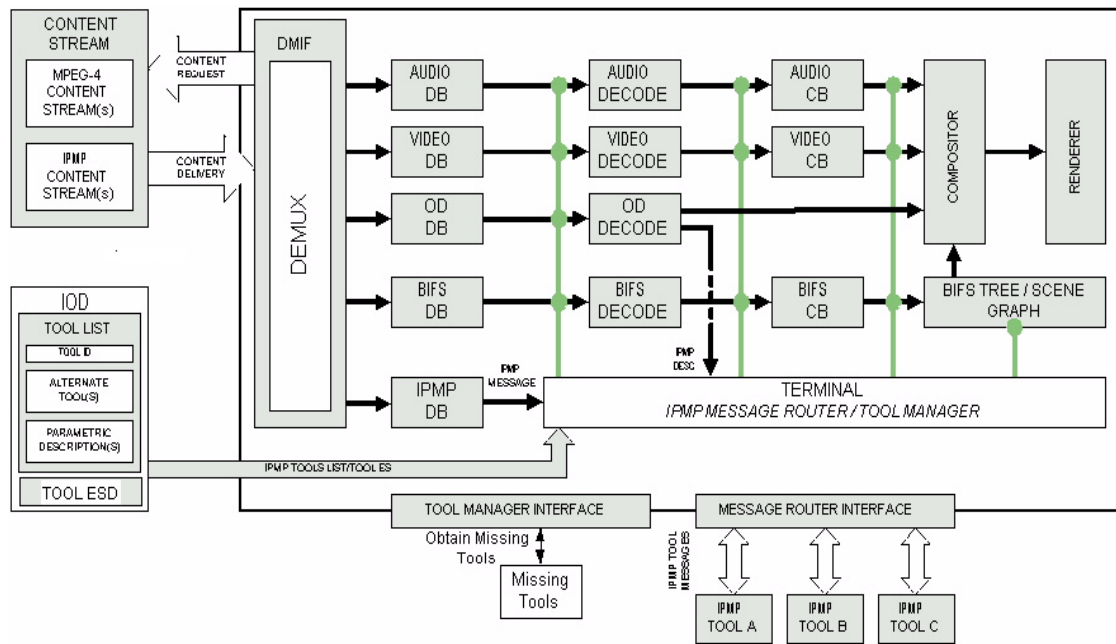 CONTENT
STREAM
MPEG-4
CONTENT
STREAM(s)
IPMP
CONTENT
STREAM(s)
CONTENT
REQUEST
CONTENT
DELIVERY
DMIF
DEMUX
AUDIO
DB
AUDIO
DECODE
AUDIO
CB
VIDEO
DB
VIDEO
DECODE
VIDEO
CB
OD
DB
OD
DECODE
BIFS
DB
BIFS
DECODE
BIFS
CB
COMPOSITOR
RENDERER
BIFS TREE / SCENE
GRAPH
IPMP
DB
IPMP
MESSAGE
IPMP
DESC
TERMINAL
IPMP MESSAGE ROUTER / TOOL MANAGER
IOD
TOOL LIST
TOOL ID
ALTERNATE
TOOL(S)
PARAMETRIC
DESCRIPTION(S)
TOOL ESD
IPMP TOOLS LIST/TOOL ES
TOOL MANAGER INTERFACE
MESSAGE ROUTER INTERFACE
Obtain Missing
Tools
Missing
Tools
IPMP TOOL
MESSAGES
IPMP
TOOL A
IPMP
TOOL B
IPMP
TOOL C